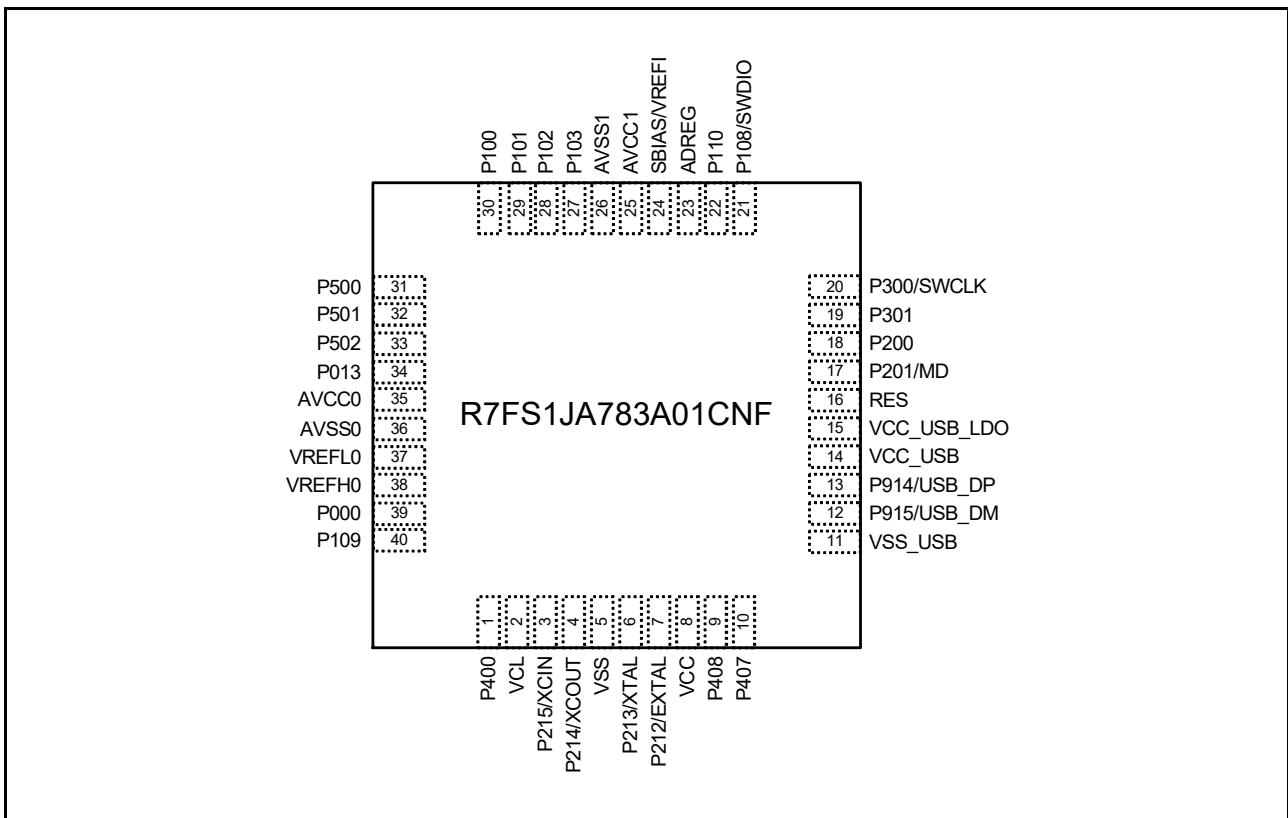 P100
P101
P102
P103
AVSS1
AVCC1
SBIAS/VREFI
ADREG
P110
P108/SWDIO
30
29
28
27
26
25
24
23
22
21
P500 31
P501 32
P502 33
P013 34
AVCC0 35
AVSS0 36
VREFL0 37
VREFH0 38
P000 39
P109 40
R7FS1JA783A01CNF
20 P300/SWCLK
19 P301
18 P200
17 P201/MD
16 RES
15 VCC_USB_LDO
14 VCC_USB
13 P914/USB_DP
12 P915/USB_DM
11 VSS_USB
1
2
3
4
5
6
7
8
9
10
P400
VCL
P215/XCIN
P214/XCOUT
VSS
P213/XTAL
P212/EXTAL
VCC
P408
P407